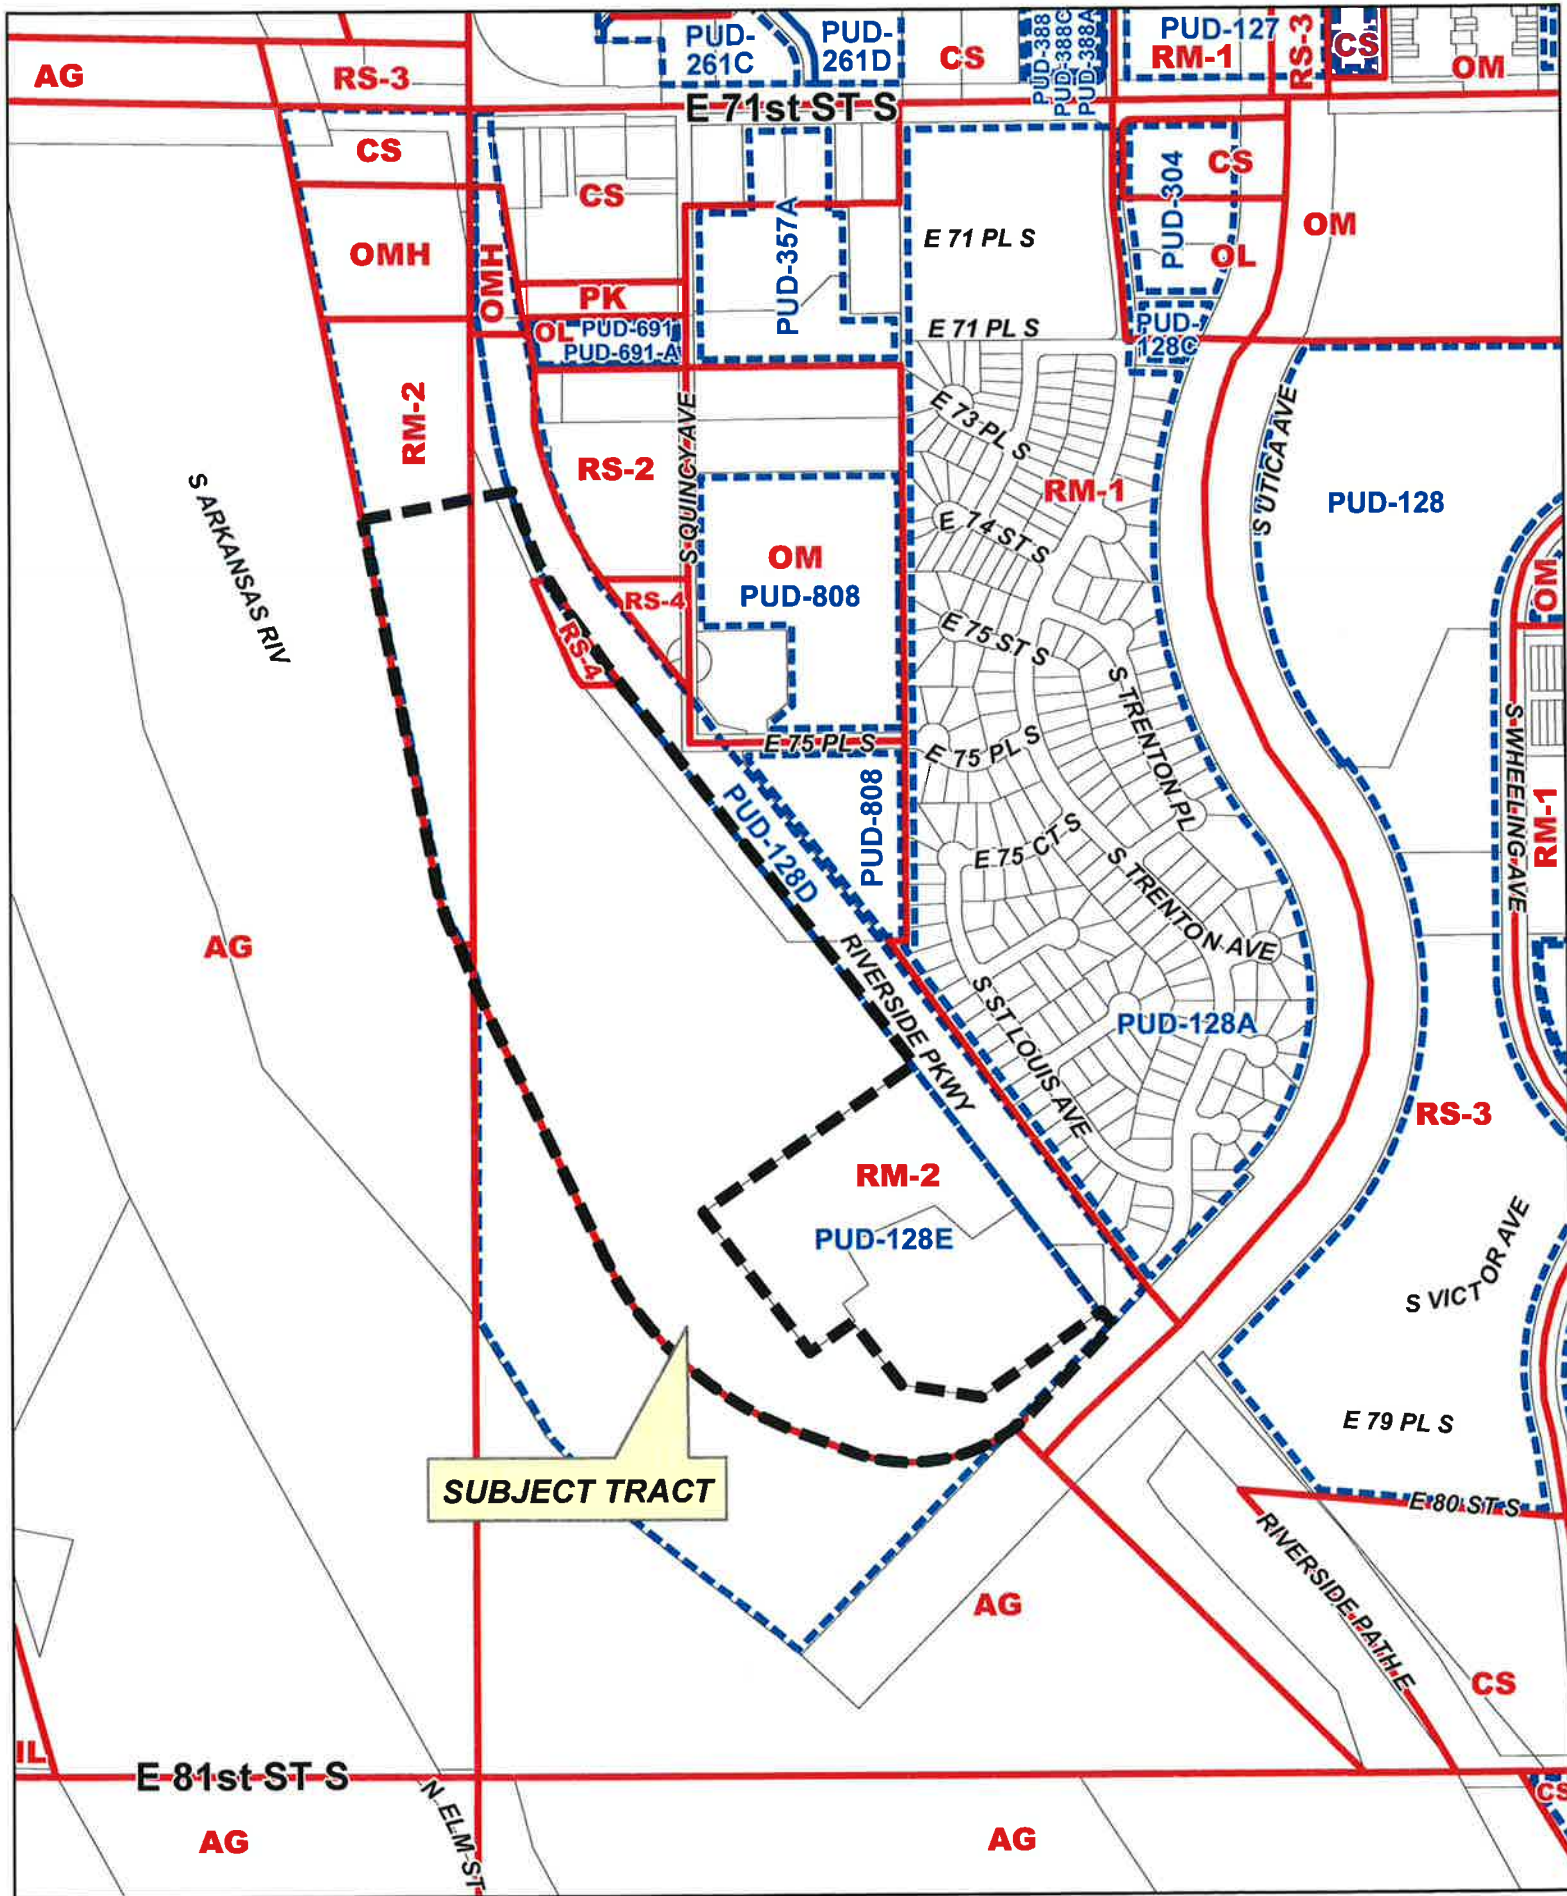 PUD-
261C
PUD-
261D
CS
PUD-388
PUD-388C
PUD-388A
PUD-127
RM-1
RS-3
CS
OM
AG
RS-3
E 71st ST S
CS
CS
PUD-304
CS
OMH
OMH
PUD-357A
E 71 PL S
OL
OM
PK
OL
PUD-691
PUD-691-A
E 71 PL S
PUD-
128C
RM-2
S QUINCY AVE
E 73 PL S
S UTICA AVE
RS-2
RM-1
PUD-128
S ARKANSAS RIV
E 74 ST S
OM
PUD-808
OM
RS-4
RS-4
E 75 ST S
S TRENTON PL
S WHEELING AVE
E 75 PL S
E 75 PL S
PUD-128D
PUD-808
E 75 CT S
RM-1
S TRENTON AVE
AG
RIVERSIDE PKWY
S ST LOUIS AVE
PUD-128A
RS-3
RM-2
PUD-128E
S VICTOR AVE
E 79 PL S
SUBJECT TRACT
E 80 ST S
RIVERSIDE PATH E
AG
CS
IL
E 81st ST S
N ELM ST
CS
AG
AG